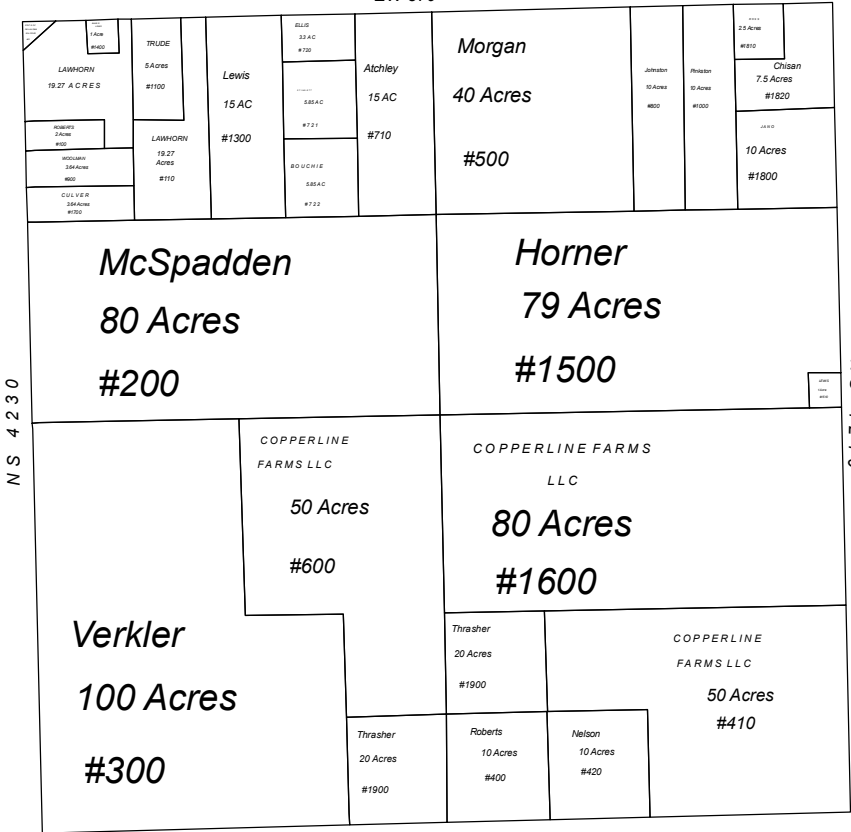 1 Acre
#1400
LAWHORN
19.27 ACRES
ROBERTS
2 Acres
#100
WOOLMAN
3.64 Acres
#900
CULVER
3.64 Acres
#1700
TRUDE
5 Acres
#1100
LAWHORN
19.27
Acres
#110
Lewis
15 AC
#1300
ELLIS
3.3 AC
#720
5.85 AC
#721
BOUCHIE
5.85 AC
#722
Atchley
15 AC
#710
Morgan
40 Acres
#500
Johnston
10 Acres
#800
Pinkston
10 Acres
#1000
2.5 Acres
#1810
Chisan
7.5 Acres
#1820
10 Acres
#1800
McSpadden
80 Acres
#200
Horner
79 Acres
#1500
NS 4230
COPPERLINE
FARMS LLC
50 Acres
#600
COPPERLINE FARMS
LLC
80 Acres
#1600
Verkler
100 Acres
#300
Thrasher
20 Acres
#1900
COPPERLINE
FARMS LLC
50 Acres
#410
Thrasher
20 Acres
#1900
Roberts
10 Acres
#400
Nelson
10 Acres
#420